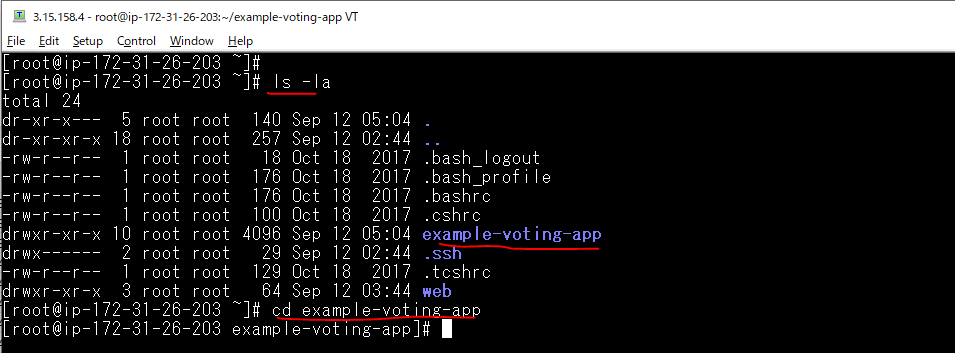 3.15.158.4 - root@ip-172-31-26-203:~/example-voting-app VT
File Edit Setup Control Window Help
[root@ip-172-31-26-203 ~]#
[root@ip-172-31-26-203 ~]# ls -la
total 24
dr-xr-x--- 5 root root 140 Sep 12 05:04 .
dr-xr-xr-x 18 root root 257 Sep 12 02:44 ..
-rw-r--r-- 1 root root 18 Oct 18 2017 .bash_logout
-rw-r--r-- 1 root root 176 Oct 18 2017 .bash_profile
-rw-r--r-- 1 root root 176 Oct 18 2017 .bashrc
-rw-r--r-- 1 root root 100 Oct 18 2017 .cshrc
drwxr-xr-x 10 root root 4096 Sep 12 05:04 example-voting-app
drwx------ 2 root root 29 Sep 12 02:44 .ssh
-rw-r--r-- 1 root root 129 Oct 18 2017 .tcshrc
drwxr-xr-x 3 root root 64 Sep 12 03:44 web
[root@ip-172-31-26-203 ~]# cd example-voting-app
[root@ip-172-31-26-203 example-voting-app]#